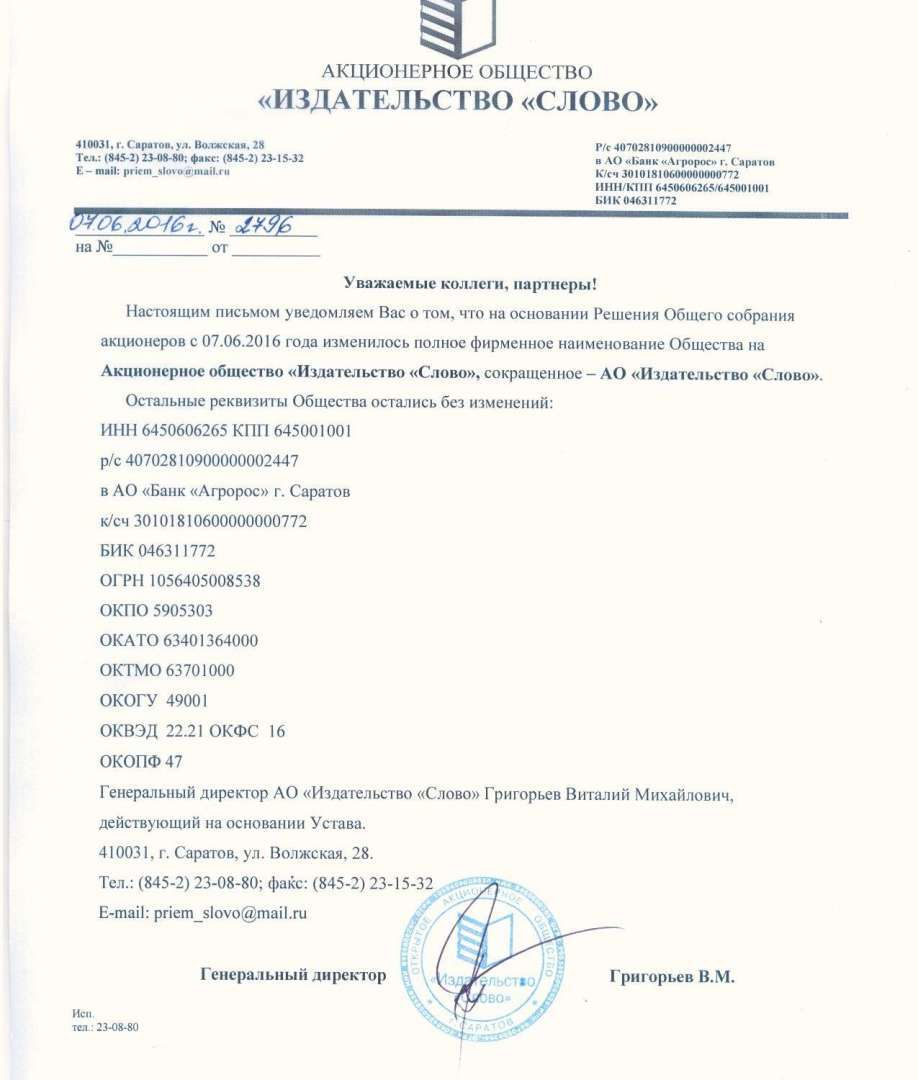 АКЦИОНЕРНОЕ ОБЩЕСТВО
«ИЗДАТЕЛЬСТВО «СЛОВО»
410031, г. Саратов, ул. Волжская, 28
Тел.: (845-2) 23-08-80; факс: (845-2) 23-15-32
E – mail: priem_slovo@mail.ru
Р/с 40702810900000002447
в АО «Банк «Агророс» г. Саратов
К/сч 30101810600000000772
ИНН/КПП 6450606265/645001001
БИК 046311772
07.06.2016г. № 2796
на №____________ от ___________
Уважаемые коллеги, партнеры!
Настоящим письмом уведомляем Вас о том, что на основании Решения Общего собрания
акционеров с 07.06.2016 года изменилось полное фирменное наименование Общества на
Акционерное общество «Издательство «Слово», сокращенное – АО «Издательство «Слово».
Остальные реквизиты Общества остались без изменений:
ИНН 6450606265 КПП 645001001
р/с 40702810900000002447
в АО «Банк «Агророс» г. Саратов
к/сч 30101810600000000772
БИК 046311772
ОГРН 1056405008538
ОКПО 5905303
ОКАТО 63401364000
ОКТМО 63701000
ОКОГУ 49001
ОКВЭД 22.21 ОКФС 16
ОКОПФ 47
Генеральный директор АО «Издательство «Слово» Григорьев Виталий Михайлович,
действующий на основании Устава.
410031, г. Саратов, ул. Волжская, 28.
Тел.: (845-2) 23-08-80; факс: (845-2) 23-15-32
E-mail: priem_slovo@mail.ru
ОТКРЫТОЕ АКЦИОНЕРНОЕ ОБЩЕСТВО
«Издательство
Слово»
Г. САРАТОВ
Генеральный директор
Григорьев В.М.
Исп.
тел.: 23-08-80